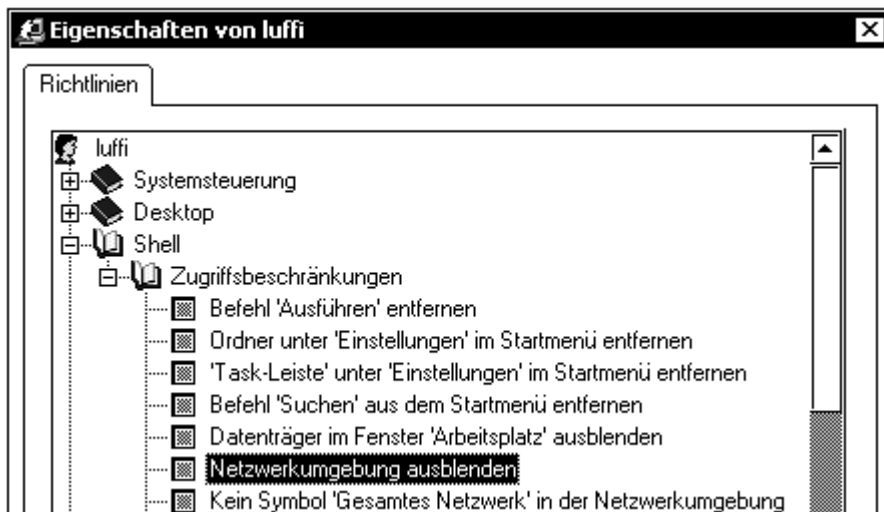 Eigenschaften von luffi
Richtlinien
luffi
Systemsteuerung
Desktop
Shell
Zugriffsbeschränkungen
Befehl 'Ausführen' entfernen
Ordner unter 'Einstellungen' im Startmenü entfernen
'Task-Leiste' unter 'Einstellungen' im Startmenü entfernen
Befehl 'Suchen' aus dem Startmenü entfernen
Datenträger im Fenster 'Arbeitsplatz' ausblenden
Netzwerkumgebung ausblenden
Kein Symbol 'Gesamtes Netzwerk' in der Netzwerkumgebung